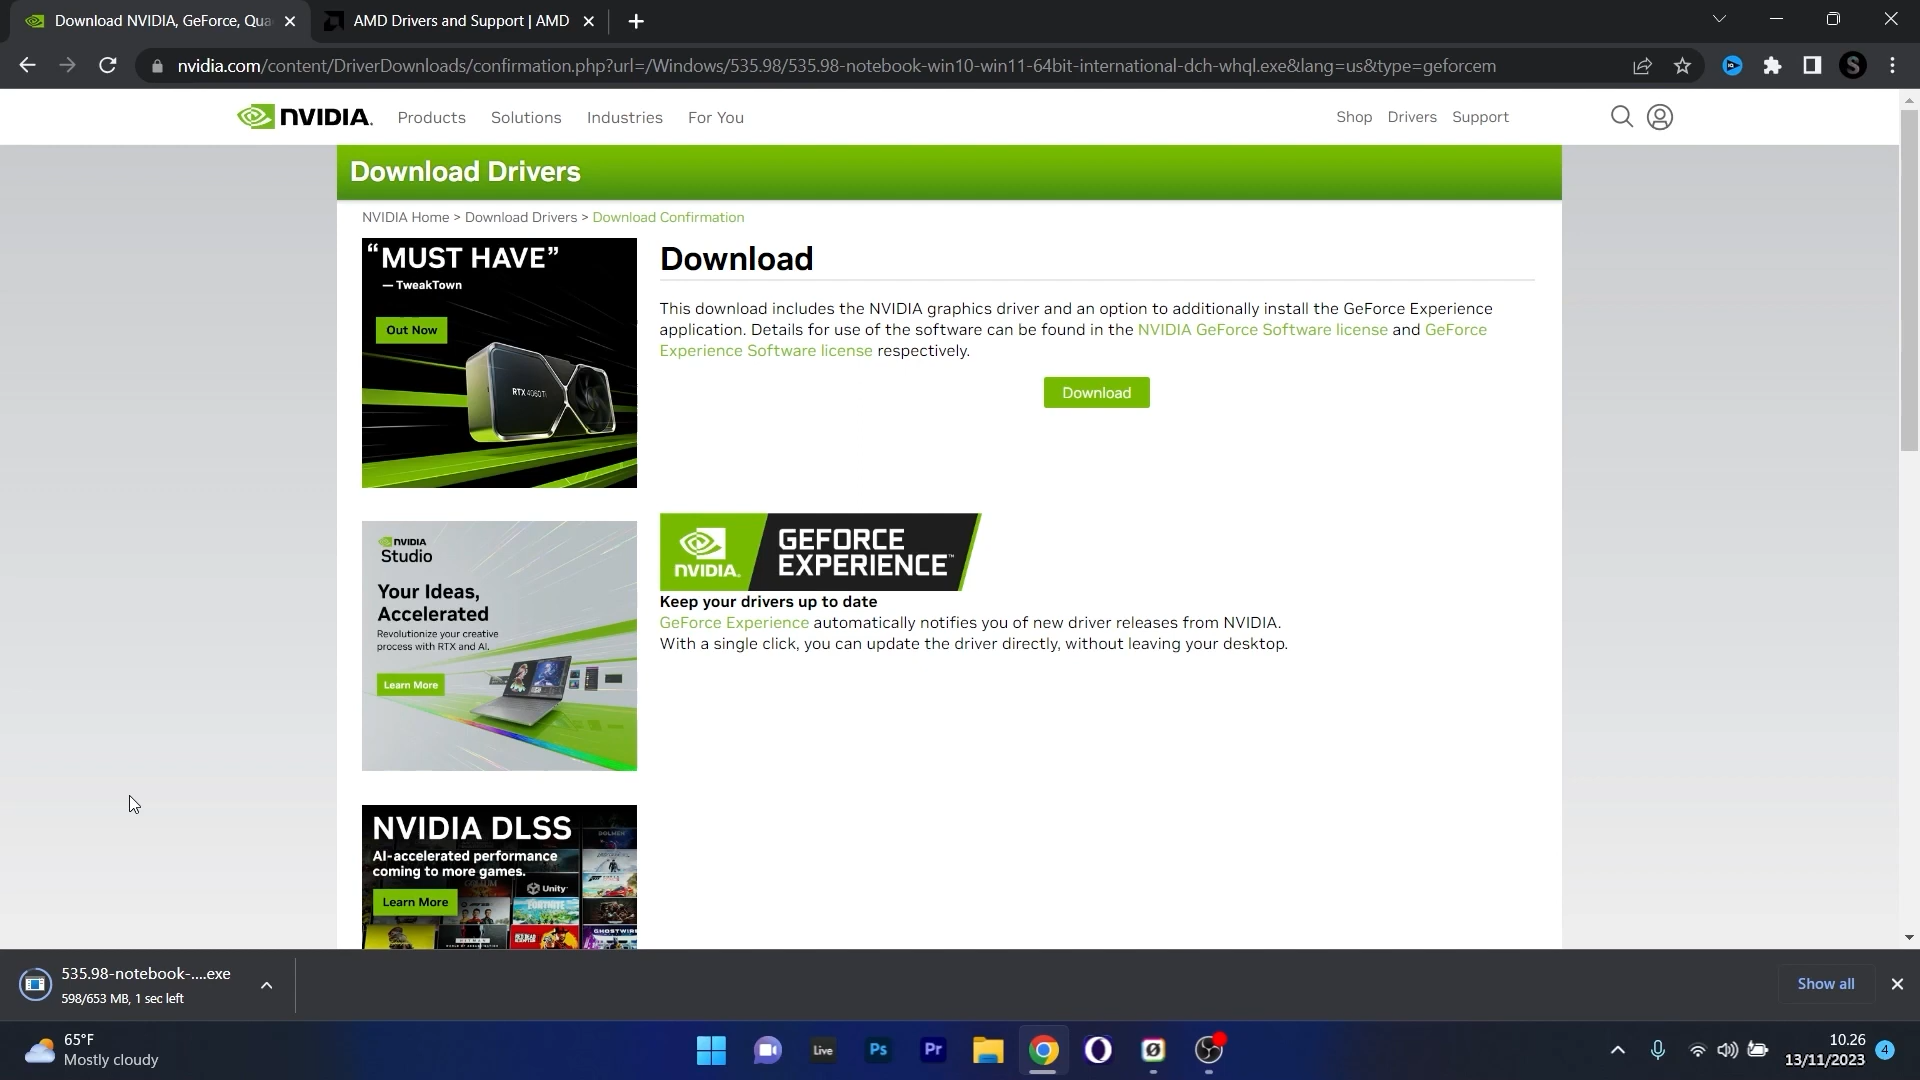 Download NVIDIA, GeForce, Qua
AMD Drivers and Support | AMD
nvidia.com/content/DriverDownloads/confirmation.php?url=/Windows/535.98/535.98-notebook-win10-win11-64bit-international-dch-whql.exe&lang=us&type=geforcem
S
NVIDIA.
Products
Solutions
Industries
For You
Shop
Drivers
Support
Download Drivers
NVIDIA Home > Download Drivers > Download Confirmation
“MUST HAVE”
— TweakTown
Out Now
RTX 4060 Ti
Download
This download includes the NVIDIA graphics driver and an option to additionally install the GeForce Experience
application. Details for use of the software can be found in the NVIDIA GeForce Software license and GeForce
Experience Software license respectively.
Download
NVIDIA
Studio
Your Ideas,
Accelerated
Revolutionize your creative
process with RTX and AI.
Learn More
NVIDIA.
GEFORCE
EXPERIENCE™
Keep your drivers up to date
GeForce Experience automatically notifies you of new driver releases from NVIDIA.
With a single click, you can update the driver directly, without leaving your desktop.
NVIDIA DLSS
AI-accelerated performance
coming to more games.
Unity
Learn More
FORTNITE
GHOSTWIRE
535.98-notebook-....exe
598/653 MB, 1 sec left
Show all
65°F
Mostly cloudy
Live
Ps
Pr
10.26
13/11/2023
4